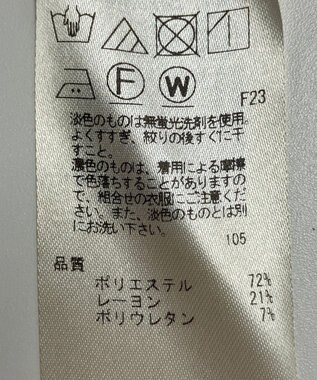 F W F23
淡色のものは無蛍光洗剤を使用。
よくすすぎ、絞りの後すぐに干
すこと。
濃色のものは、着用による摩擦
で色落ちすることがありますの
で、組合せの衣服にご注意くだ
さい。また、淡色のものとは別
にお洗い下さい。
105
品質
ポリエステル 72%
レーヨン 21%
ポリウレタン 7%